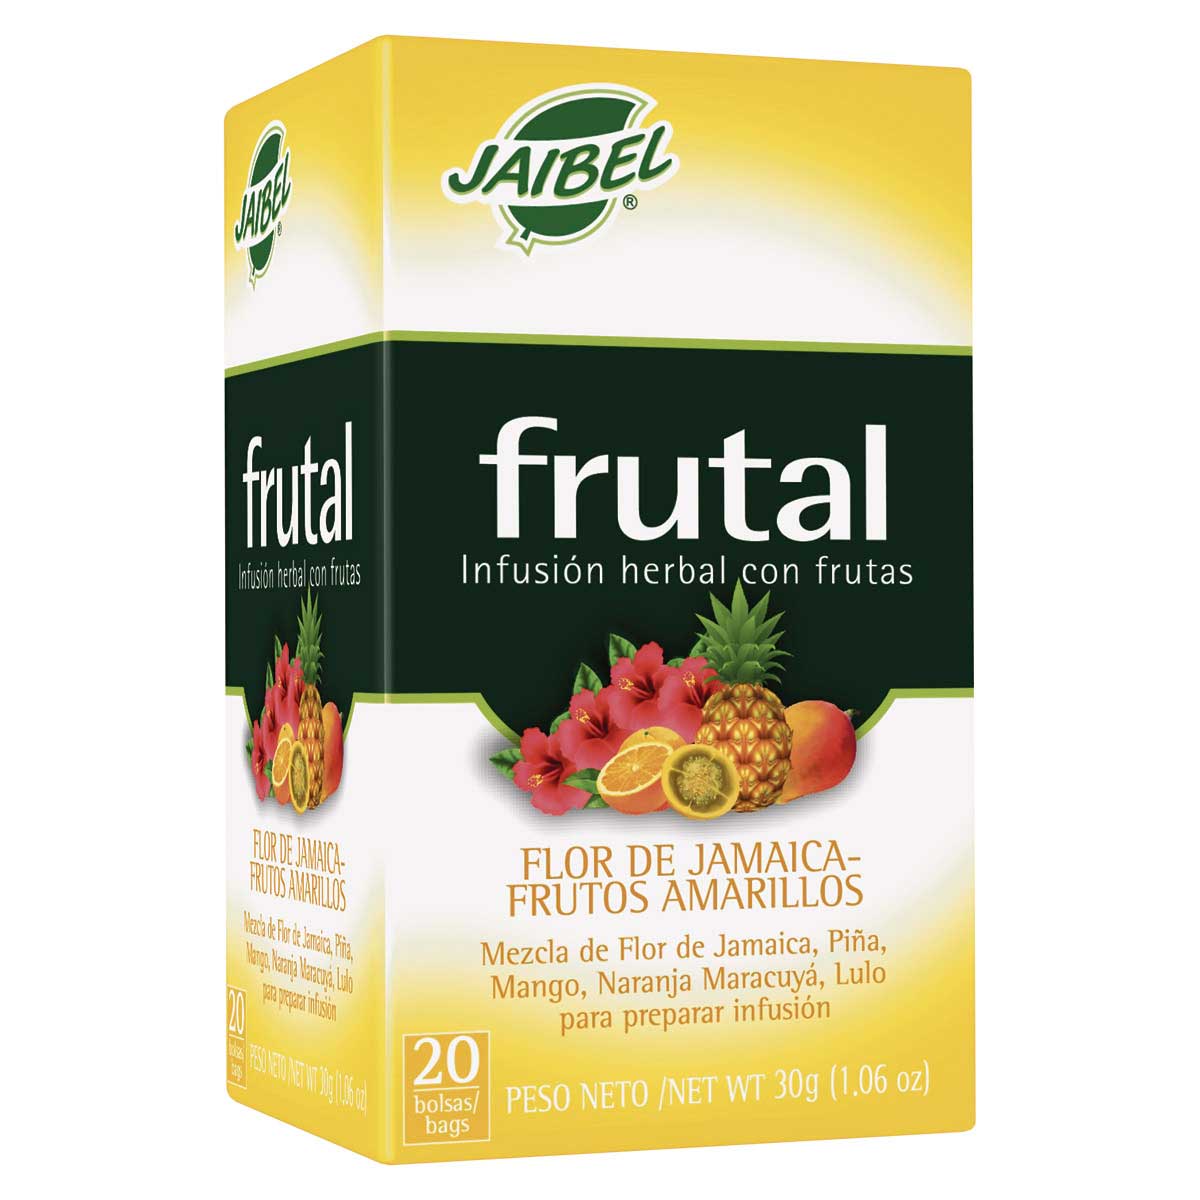 JAIBEL®
frutal
Infusión herbal con frutas
FLOR DE JAMAICA-
FRUTOS AMARILLOS
Mezcla de Flor de Jamaica, Piña,
Mango, Naranja Maracuyá, Lulo
para preparar infusión
20
bolsas/
bags
PESO NETO /NET WT 30g (1.06 oz)
JAIBEL®
frutal
Infusión herbal con frutas
FLOR DE JAMAICA-
FRUTOS AMARILLOS
Mezcla de Flor de Jamaica, Piña,
Mango, Naranja Maracuyá, Lulo
para preparar infusión
20
bolsas
bags
PESO NETO /NET WT 30g (1.06 oz)